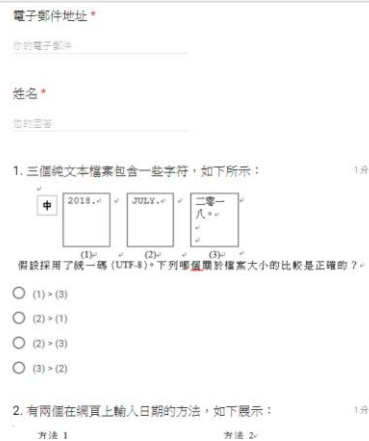 電子郵件地址 *
你的電子郵件
姓名 *
您的回答
1. 三個純文本檔案包含一些字符，如下所示： 1分
中 2018. JULY. 二零一
八。
(1) (2) (3)
假設採用了統一碼 (UTF-8)。下列哪個關於檔案大小的比較是正確的？
(1) > (3)
(2) > (1)
(2) > (3)
(3) > (2)
2. 有兩個在網頁上輸入日期的方法，如下展示： 1分
方法 1 方法 2